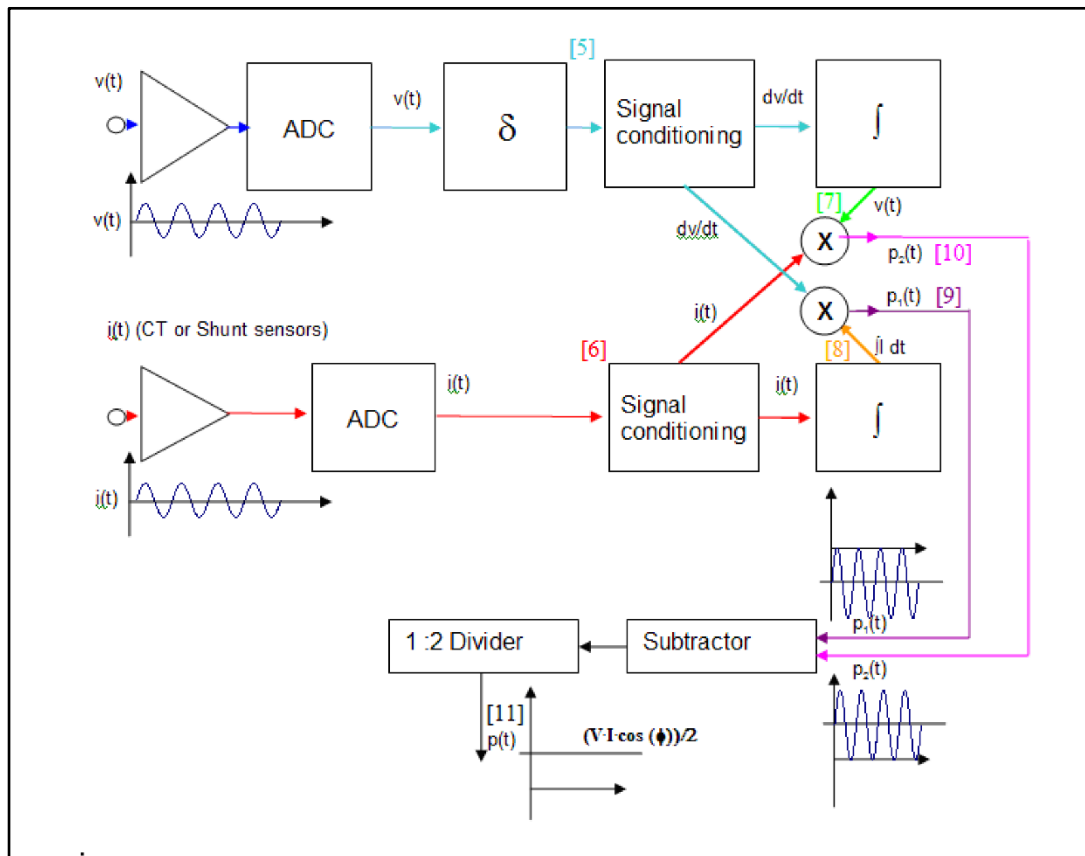 [5]
v(t)
ADC
v(t)
δ
Signal
conditioning
dv/dt
∫
v(t)
[7]
v(t)
dv/dt
X
p₂(t) [10]
i(t)
X
p₁(t) [9]
i(t) (CT or Shunt sensors)
[6]
[8]
∫I dt
ADC
i(t)
Signal
conditioning
i(t)
∫
i(t)
1 :2 Divider
Subtractor
p₁(t)
p₂(t)
[11]
p(t)
(V·I·cos (ϕ))/2